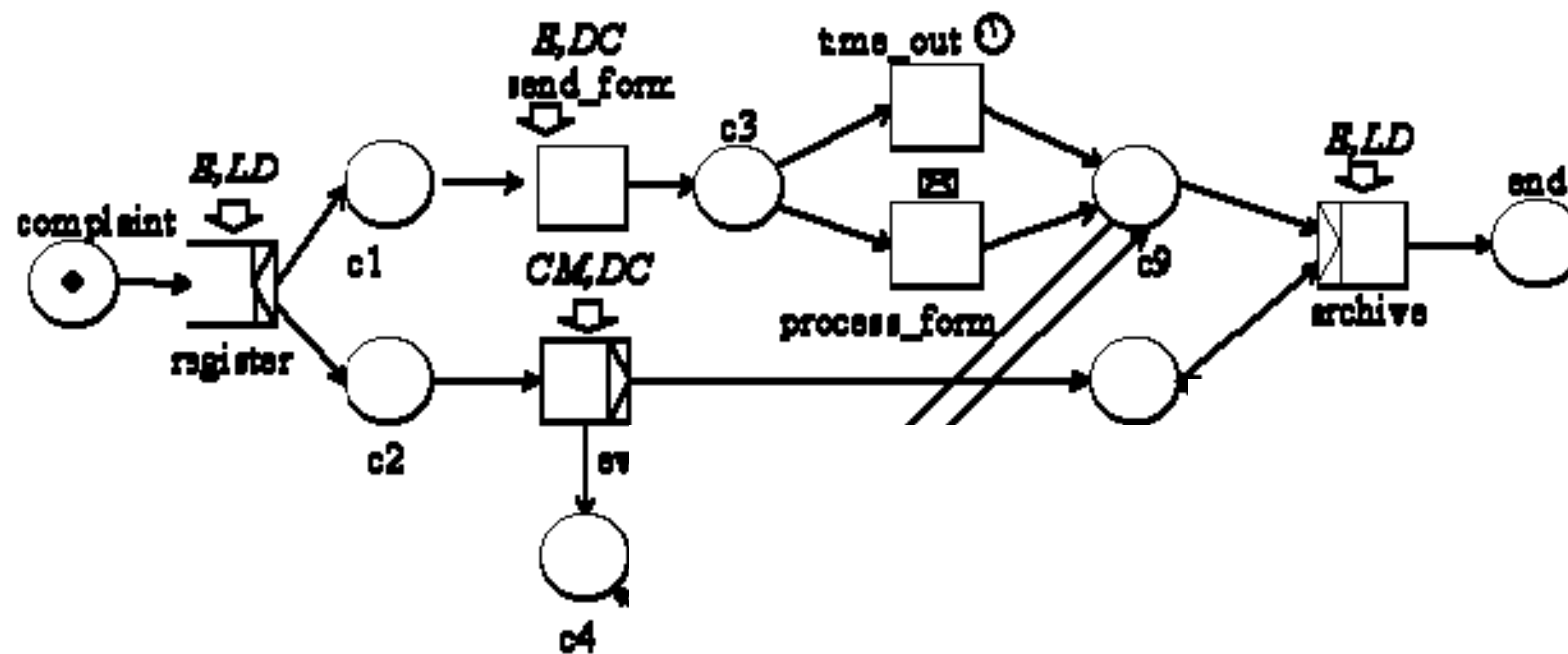 complaint
E,LD
register
c1
c2
E,DC
send_form
CM,DC
ev
c4
c3
time_out
process_form
c9
E,LD
archive
end